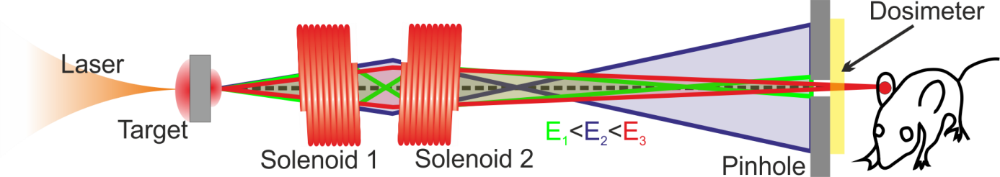 Dosimeter
Laser
Target
E₁<E₂<E₃
Solenoid 1
Solenoid 2
Pinhole